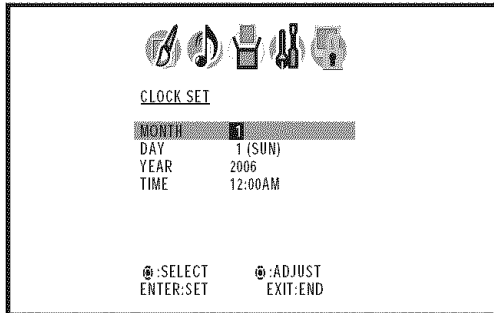 CLOCK SET
MONTH 1
DAY 1 (SUN)
YEAR 2006
TIME 12:00AM
:SELECT :ADJUST
ENTER:SET EXIT:END